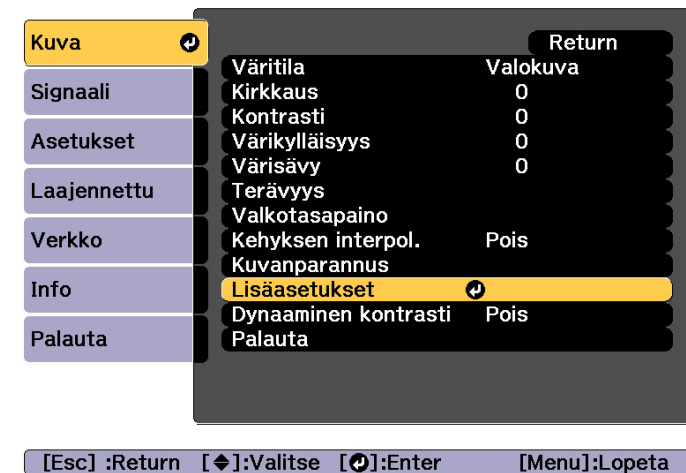 Kuva
Signaali
Asetukset
Laajennettu
Verkko
Info
Palauta
Return
Väritila Valokuva
Kirkkaus 0
Kontrasti 0
Värikylläisyys 0
Värisävy 0
Terävyys
Valkotasapaino
Kehyksen interpol. Pois
Kuvanparannus
Lisäasetukset
Dynaaminen kontrasti Pois
Palauta
[Esc] :Return [◆]:Valitse [↵]:Enter [Menu]:Lopeta